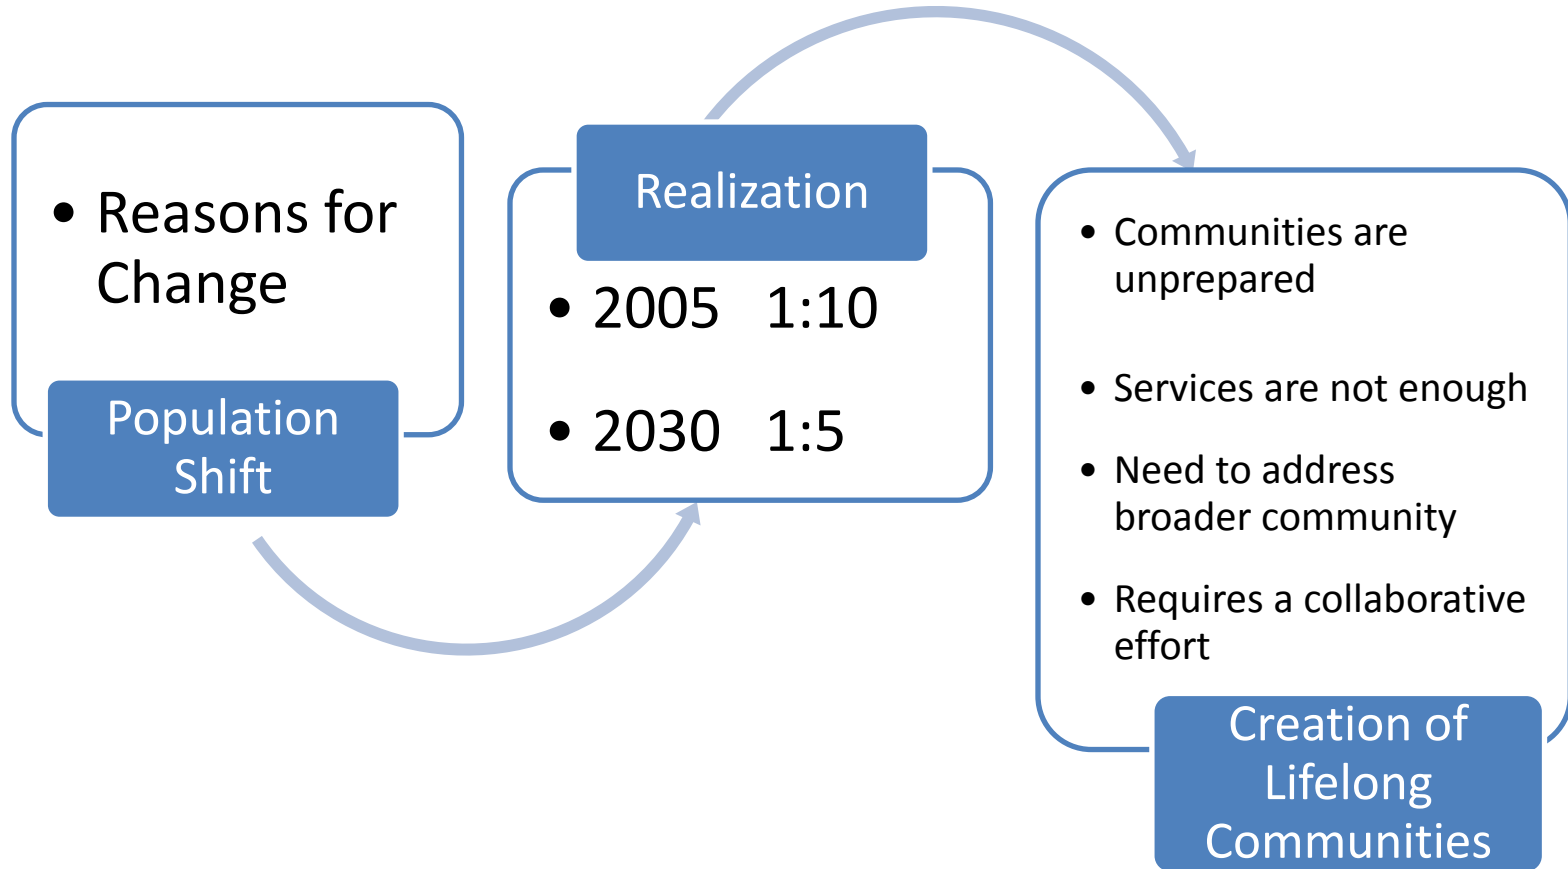 • Reasons for
Change
Population
Shift
Realization
• 2005 1:10
• 2030 1:5
• Communities are
unprepared
• Services are not enough
• Need to address
broader community
• Requires a collaborative
effort
Creation of
Lifelong
Communities